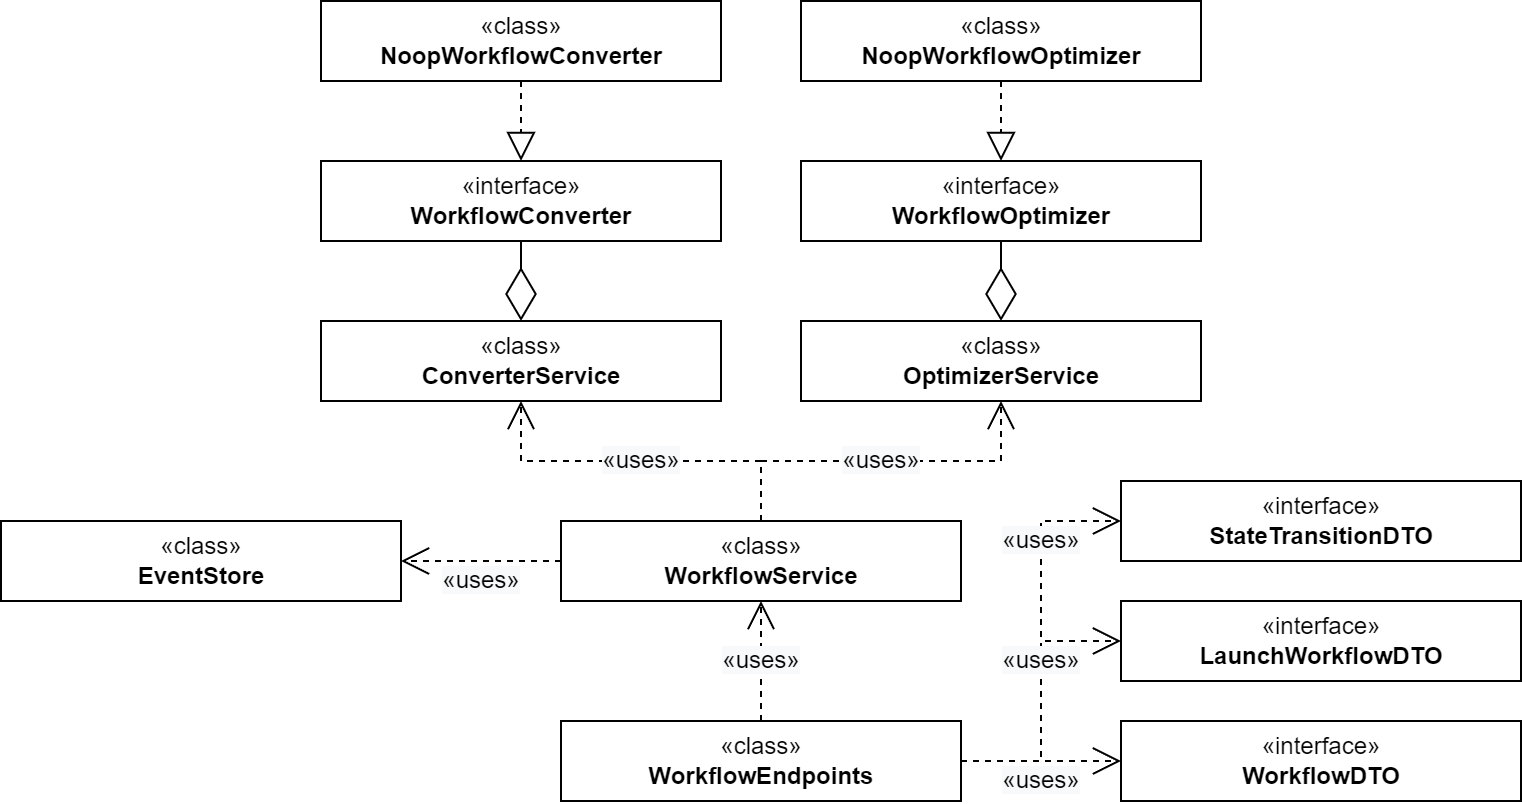 «class»
NoopWorkflowConverter
«class»
NoopWorkflowOptimizer
«interface»
WorkflowConverter
«interface»
WorkflowOptimizer
«class»
ConverterService
«class»
OptimizerService
«uses»
«uses»
«class»
EventStore
«uses»
«class»
WorkflowService
«uses»
«interface»
StateTransitionDTO
«uses»
«uses»
«interface»
LaunchWorkflowDTO
«class»
WorkflowEndpoints
«uses»
«interface»
WorkflowDTO